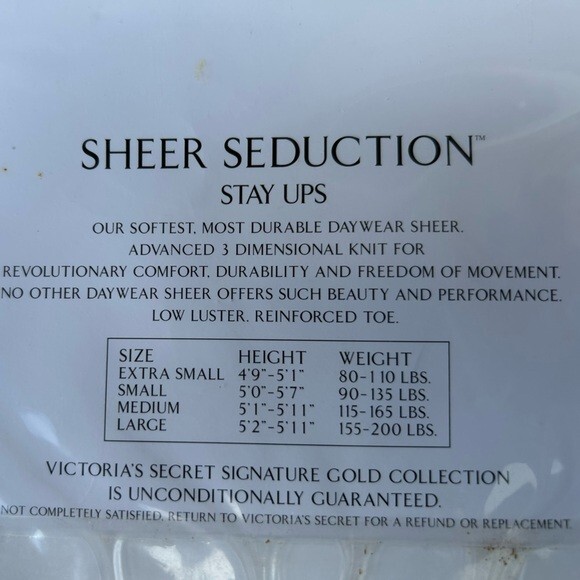 SHEER SEDUCTION™
STAY UPS
OUR SOFTEST, MOST DURABLE DAYWEAR SHEER.
ADVANCED 3 DIMENSIONAL KNIT FOR
REVOLUTIONARY COMFORT, DURABILITY AND FREEDOM OF MOVEMENT.
NO OTHER DAYWEAR SHEER OFFERS SUCH BEAUTY AND PERFORMANCE.
LOW LUSTER. REINFORCED TOE.
SIZE HEIGHT WEIGHT
EXTRA SMALL 4'9"-5'1" 80-110 LBS.
SMALL 5'0"-5'7" 90-135 LBS.
MEDIUM 5'1"-5'11" 115-165 LBS.
LARGE 5'2"-5'11" 155-200 LBS.
VICTORIA'S SECRET SIGNATURE GOLD COLLECTION
IS UNCONDITIONALLY GUARANTEED.
NOT COMPLETELY SATISFIED, RETURN TO VICTORIA'S SECRET FOR A REFUND OR REPLACEMENT.